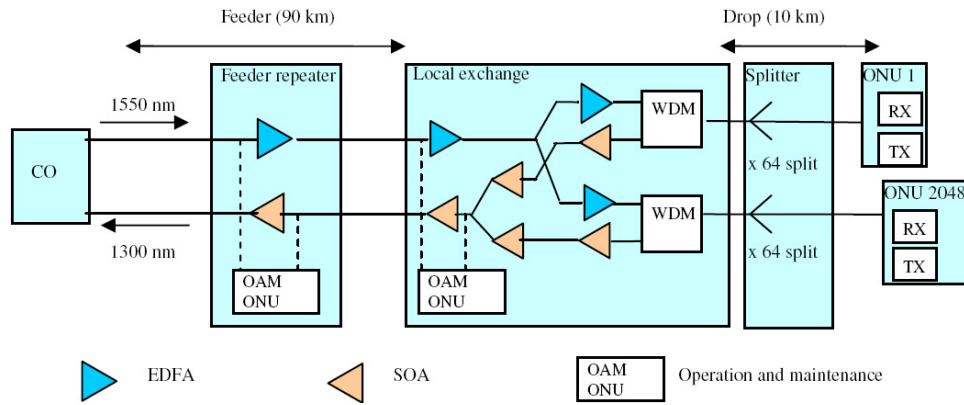 Feeder (90 km)
Drop (10 km)
Feeder repeater
Local exchange
Splitter
ONU 1
1550 nm
WDM
RX
CO
TX
x 64 split
ONU 2048
WDM
RX
1300 nm
x 64 split
TX
OAM
ONU
OAM
ONU
EDFA
SOA
OAM
ONU
Operation and maintenance